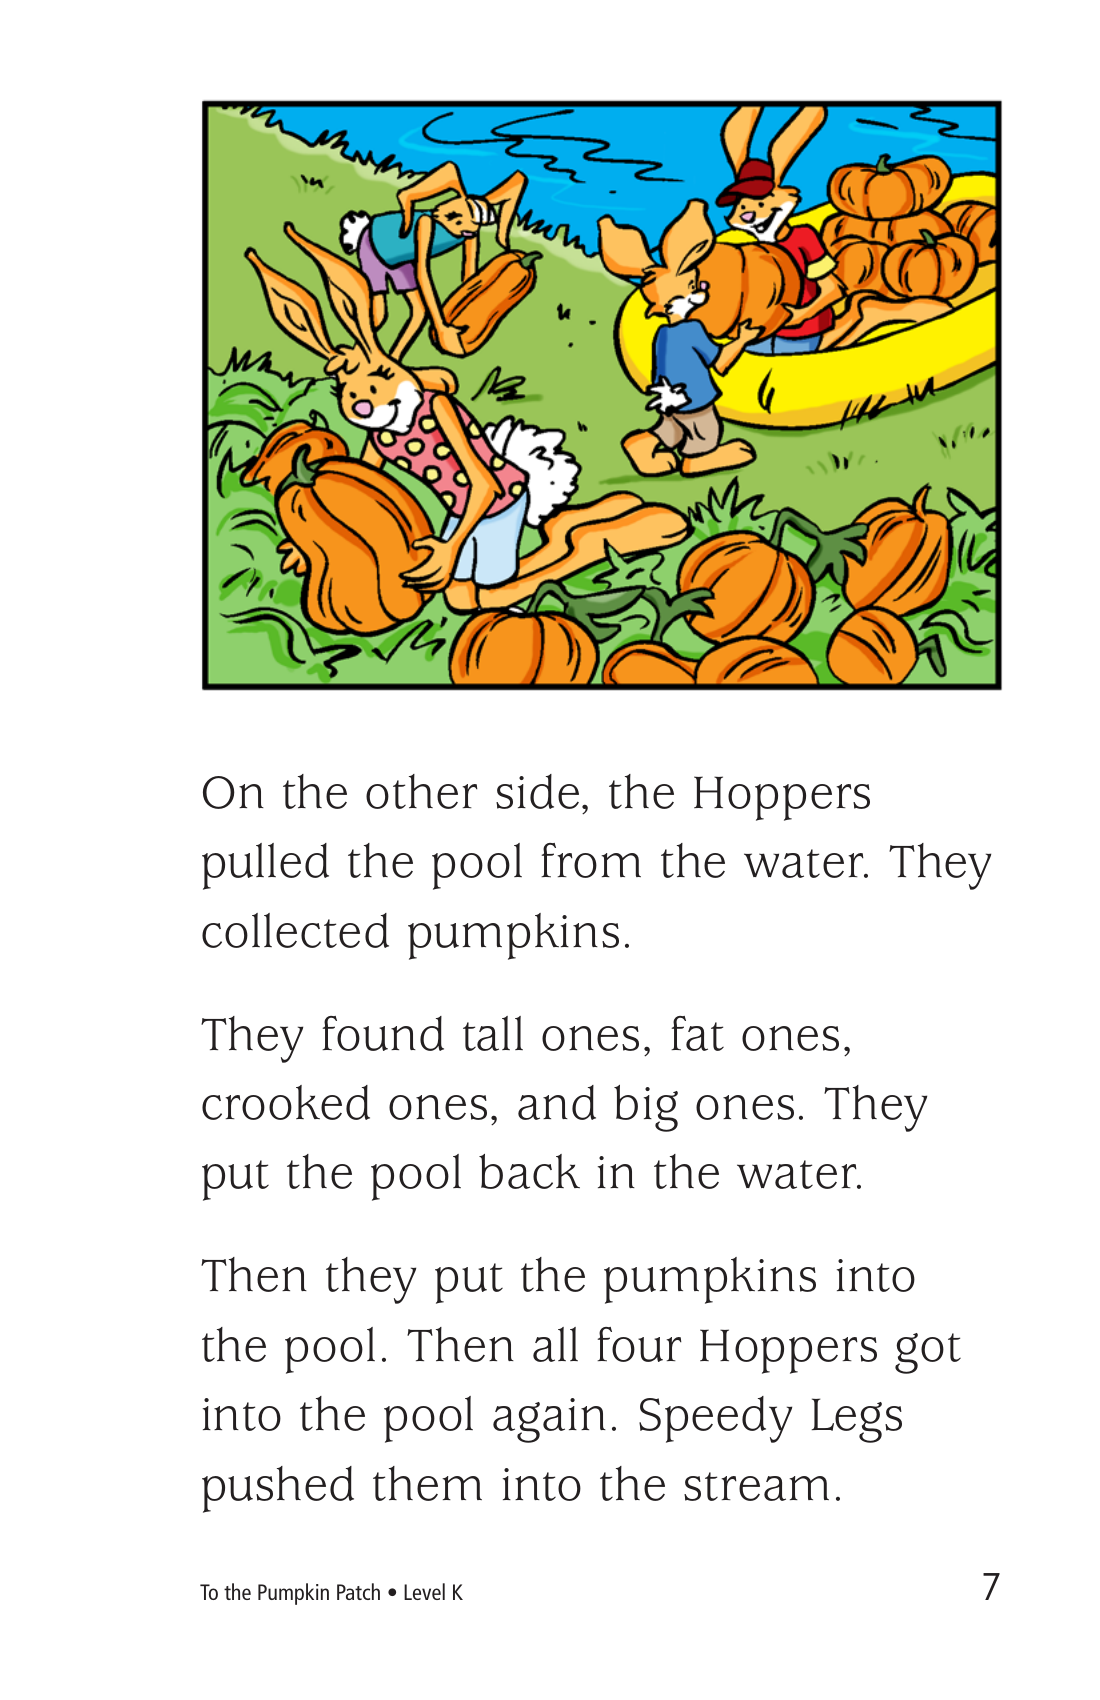 On the other side, the Hoppers
pulled the pool from the water. They
collected pumpkins.
They found tall ones, fat ones,
crooked ones, and big ones. They
put the pool back in the water.
Then they put the pumpkins into
the pool. Then all four Hoppers got
into the pool again. Speedy Legs
pushed them into the stream.
To the Pumpkin Patch • Level K 7